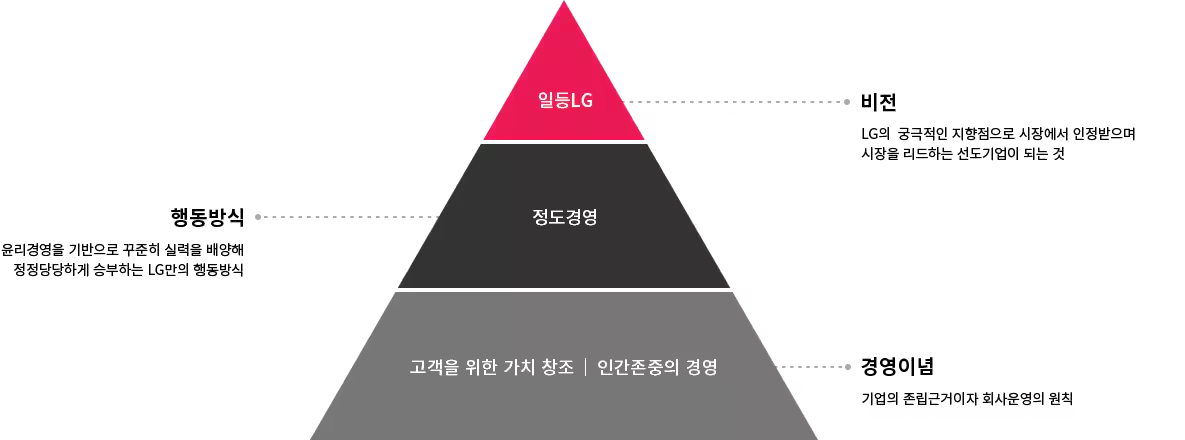 일등LG
비전
LG의 궁극적인 지향점으로 시장에서 인정받으며
시장을 리드하는 선도기업이 되는 것
정도경영
행동방식
윤리경영을 기반으로 꾸준히 실력을 배양해
정정당당하게 승부하는 LG만의 행동방식
고객을 위한 가치 창조 | 인간존중의 경영
경영이념
기업의 존립근거이자 회사운영의 원칙